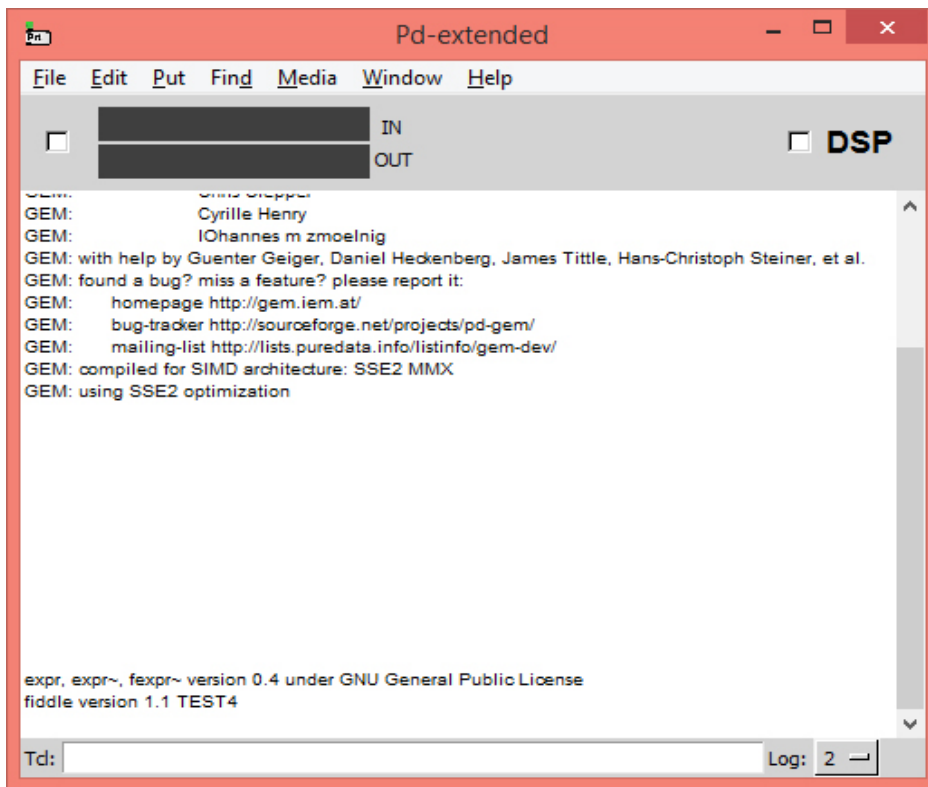 Pd-extended
File Edit Put Find Media Window Help
IN
OUT
DSP
GEM:
GEM: Cyrille Henry
GEM: IOhannes m zmoelnig
GEM: with help by Guenter Geiger, Daniel Heckenberg, James Tittle, Hans-Christoph Steiner, et al.
GEM: found a bug? miss a feature? please report it:
GEM: homepage http://gem.iem.at/
GEM: bug-tracker http://sourceforge.net/projects/pd-gem/
GEM: mailing-list http://lists.puredata.info/listinfo/gem-dev/
GEM: compiled for SIMD architecture: SSE2 MMX
GEM: using SSE2 optimization
expr, expr~, fexpr~ version 0.4 under GNU General Public License
fiddle version 1.1 TEST4
Tcl:
Log: 2